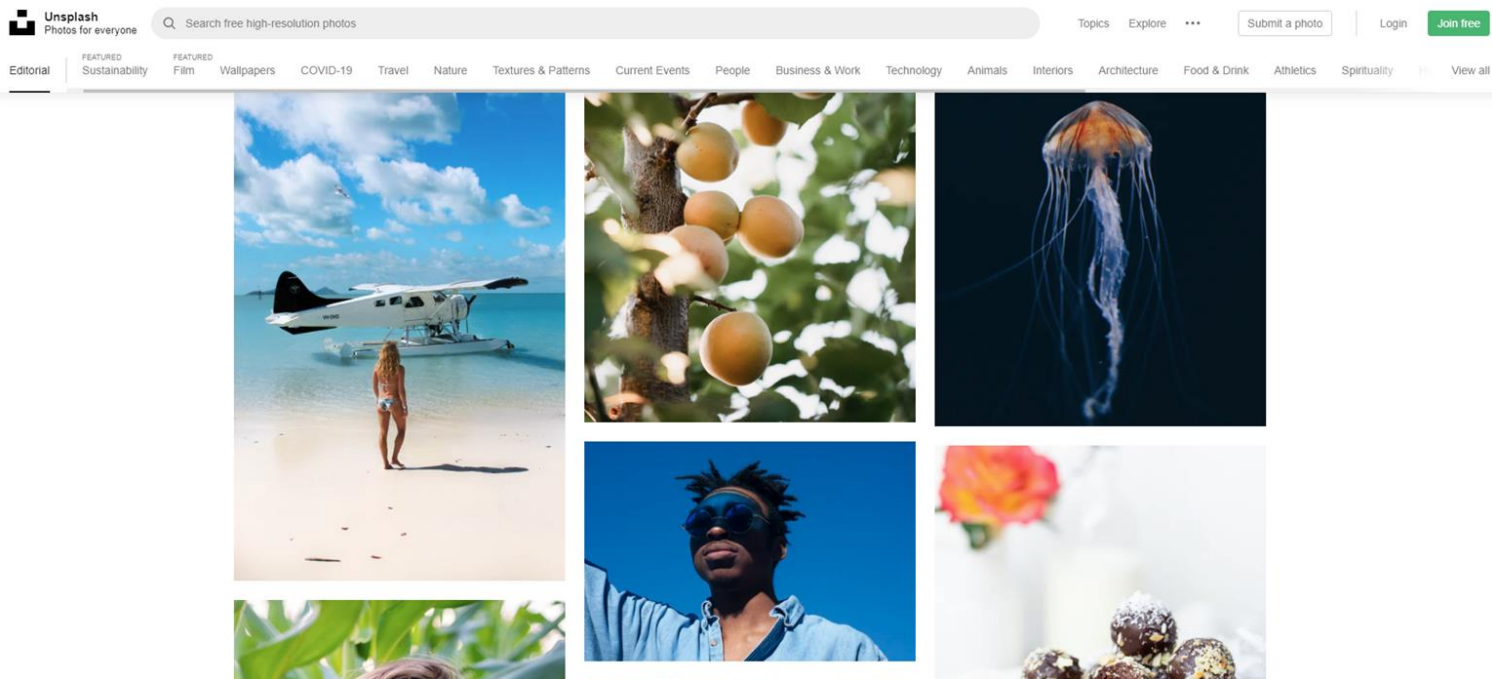 Unsplash
Photos for everyone
Search free high-resolution photos
Topics
Explore
Submit a photo
Login
Join free
Editorial
FEATURED
Sustainability
FEATURED
Film
Wallpapers
COVID-19
Travel
Nature
Textures & Patterns
Current Events
People
Business & Work
Technology
Animals
Interiors
Architecture
Food & Drink
Athletics
Spirituality
View all